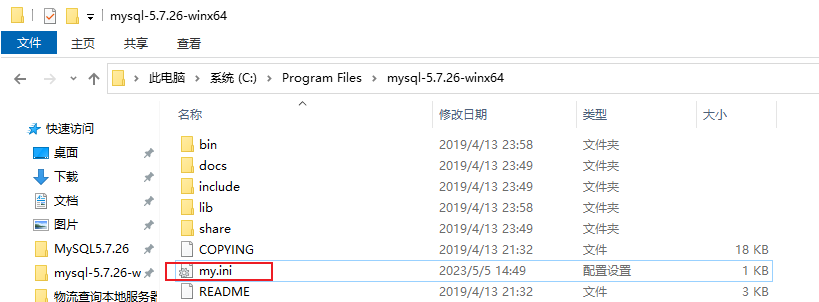 mysql-5.7.26-winx64
文件 主页 共享 查看
此电脑 系统 (C:) Program Files mysql-5.7.26-winx64
名称 修改日期 类型 大小
快速访问
桌面
下载
文档
图片
MySQL5.7.26
mysql-5.7.26-w
物流查询本地服务器
bin 2019/4/13 23:58 文件夹
docs 2019/4/13 23:49 文件夹
include 2019/4/13 23:49 文件夹
lib 2019/4/13 23:58 文件夹
share 2019/4/13 23:49 文件夹
COPYING 2019/4/13 21:32 文件 18 KB
my.ini 2023/5/5 14:49 配置设置 1 KB
README 2019/4/13 21:32 文件 3 KB